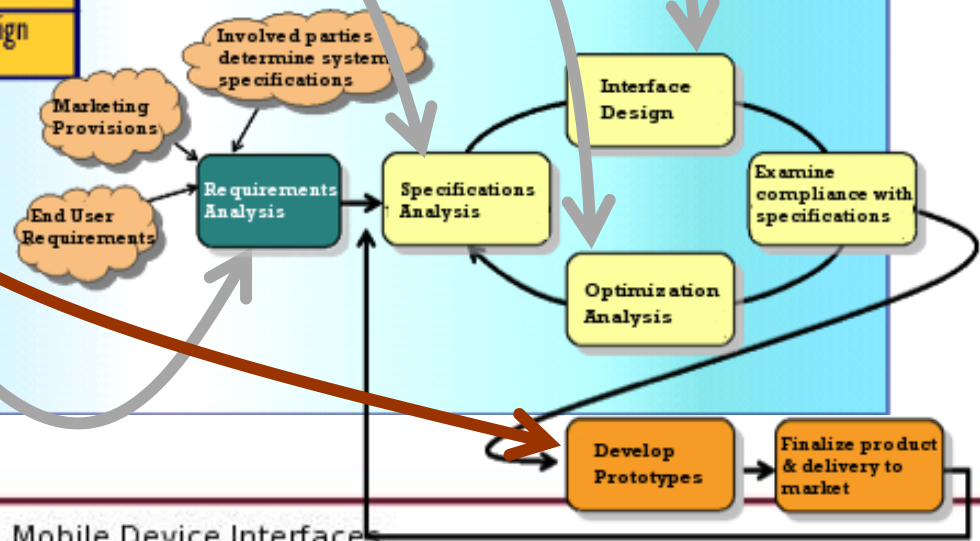 ign
Involved parties
determine system
specifications
Marketing
Provisions
End User
Requirements
Requirements
Analysis
Specifications
Analysis
Interface
Design
Examine
compliance with
specifications
Optimization
Analysis
Develop
Prototypes
Finalize product
& delivery to
market
Mobile Device Interfaces